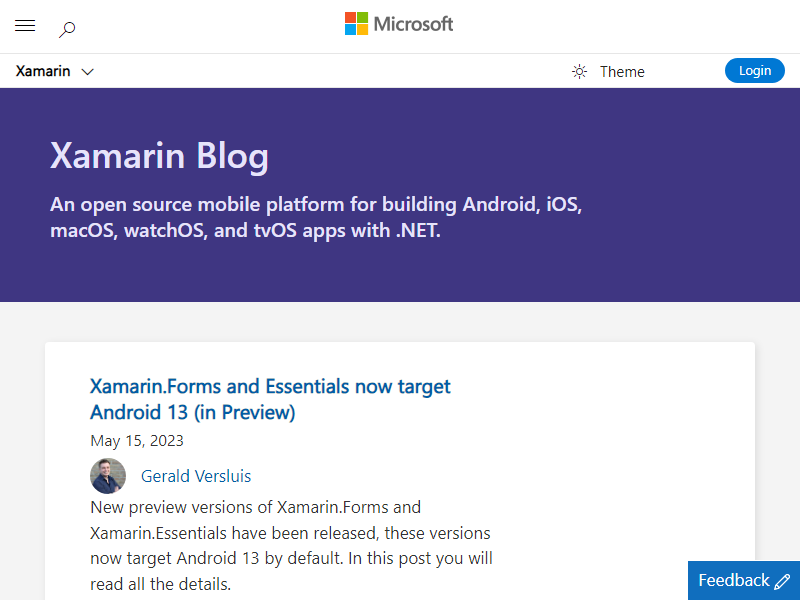 Microsoft
Xamarin
Theme
Login
Xamarin Blog
An open source mobile platform for building Android, iOS,
macOS, watchOS, and tvOS apps with .NET.
Xamarin.Forms and Essentials now target
Android 13 (in Preview)
May 15, 2023
Gerald Versluis
New preview versions of Xamarin.Forms and
Xamarin.Essentials have been released, these versions
now target Android 13 by default. In this post you will
read all the details.
Feedback